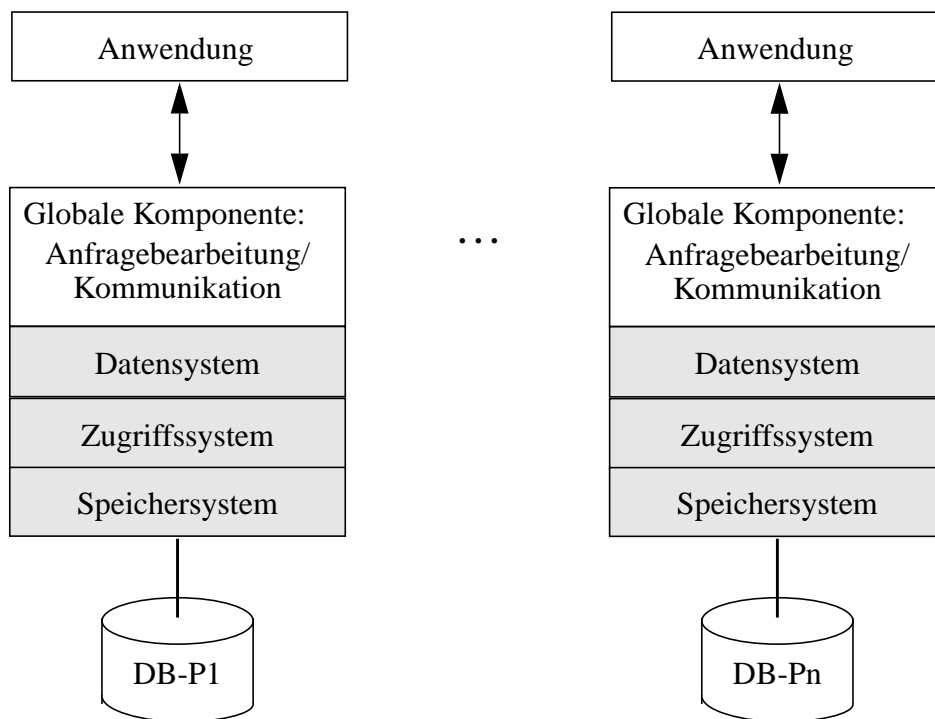 Anwendung
Globale Komponente:
Anfragebearbeitung/
Kommunikation
Datensystem
Zugriffssystem
Speichersystem
DB-P1
...
Anwendung
Globale Komponente:
Anfragebearbeitung/
Kommunikation
Datensystem
Zugriffssystem
Speichersystem
DB-Pn